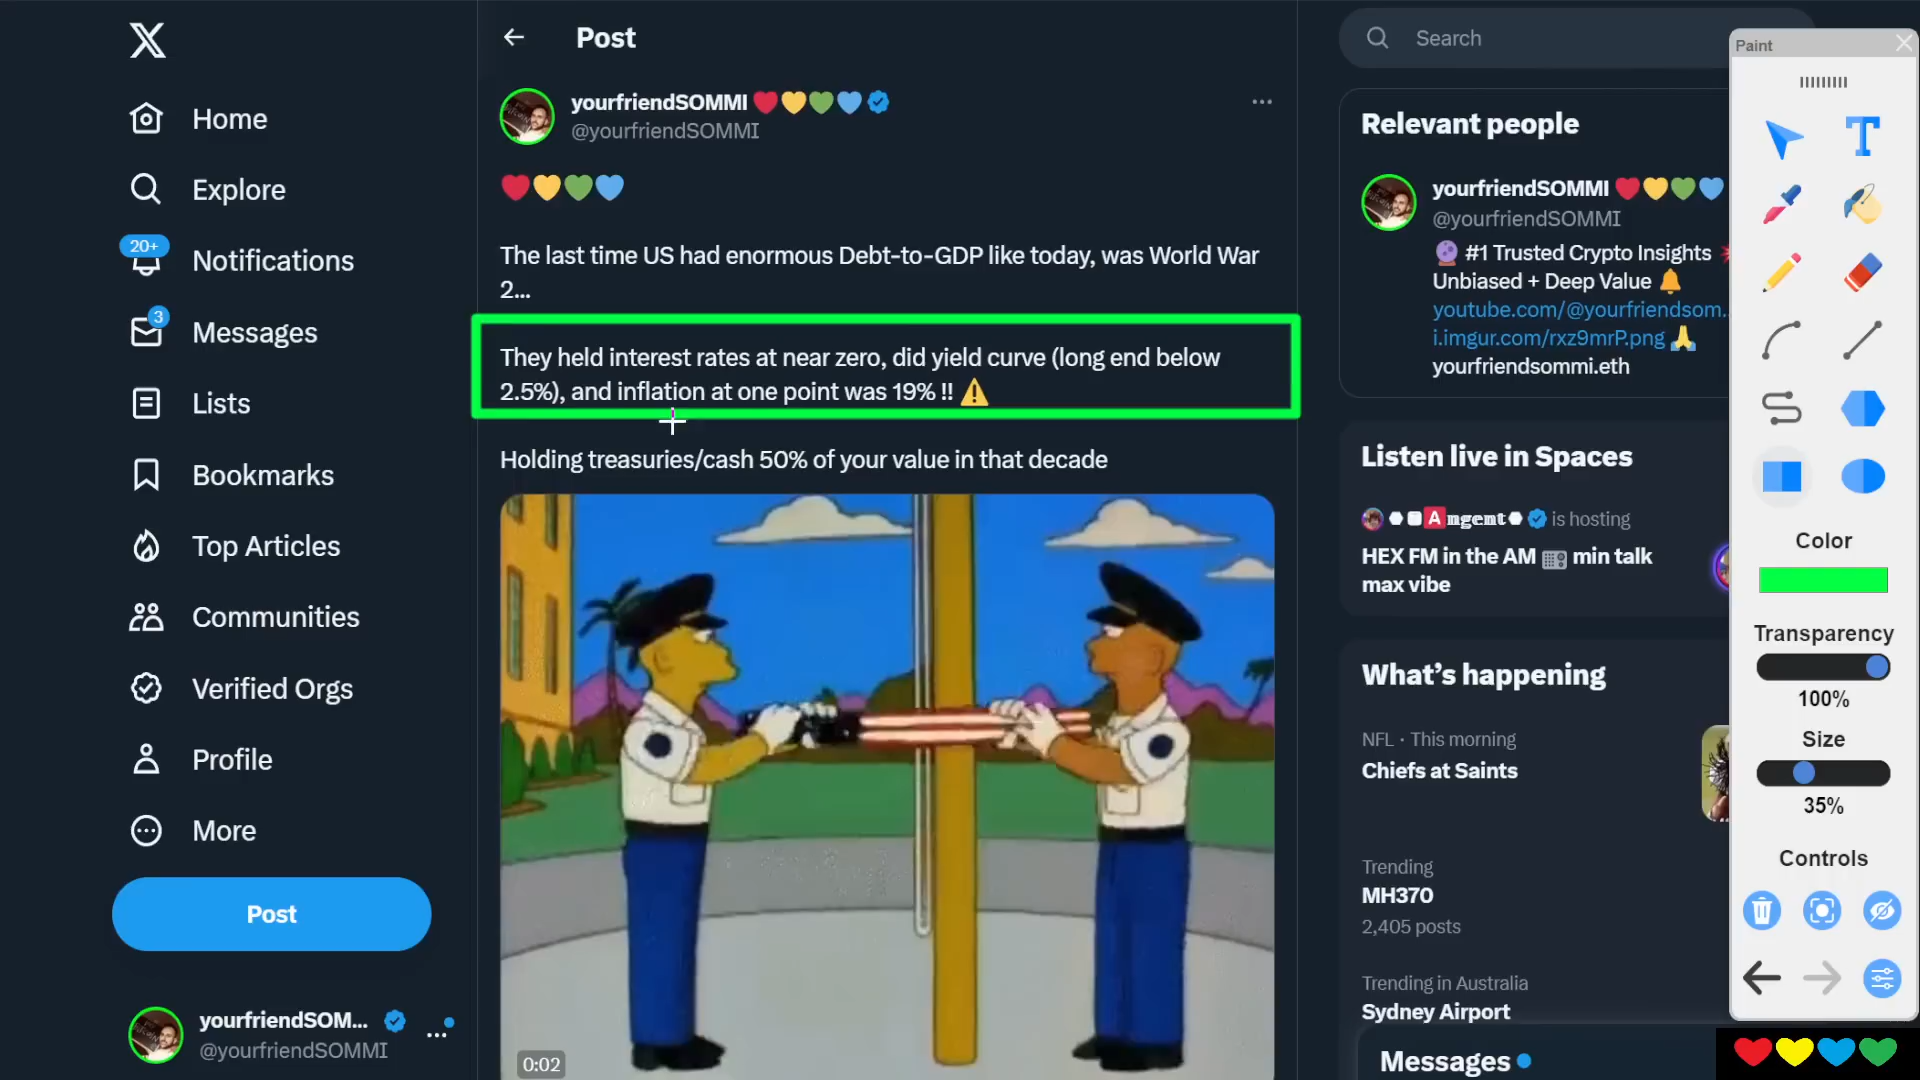 Home
Explore
20+
Notifications
3
Messages
Lists
Bookmarks
Top Articles
Communities
Verified Orgs
Profile
More
Post
yourfriendSOM...
@yourfriendSOMMI
Post
yourfriendSOMMI
@yourfriendSOMMI
The last time US had enormous Debt-to-GDP like today, was World War
2...
They held interest rates at near zero, did yield curve (long end below
2.5%), and inflation at one point was 19% !!
Holding treasuries/cash 50% of your value in that decade
0:02
Search
Relevant people
yourfriendSOMMI
@yourfriendSOMMI
#1 Trusted Crypto Insights
Unbiased + Deep Value
youtube.com/@yourfriendsom...
i.imgur.com/rxz9mrP.png
yourfriendsommi.eth
Listen live in Spaces
Angent is hosting
HEX FM in the AM min talk
max vibe
What's happening
NFL · This morning
Chiefs at Saints
Trending
MH370
2,405 posts
Trending in Australia
Sydney Airport
Messages
Paint
T
Color
Transparency
100%
Size
35%
Controls